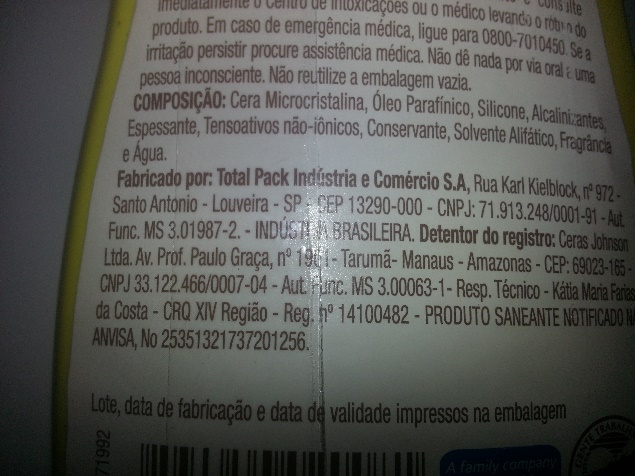 imediatamente o Centro de Intoxicações ou o médico levando o rótulo do
produto. Em caso de emergência médica, ligue para 0800-7010450. Se a
irritação persistir procure assistência médica. Não dê nada por via oral a uma
pessoa inconsciente. Não reutilize a embalagem vazia.
COMPOSIÇÃO: Cera Microcristalina, Óleo Parafínico, Silicone, Alcalinizantes,
Espessante, Tensoativos não-iônicos, Conservante, Solvente Alifático, Fragrância
e Água.
Fabricado por: Total Pack Indústria e Comércio S.A, Rua Karl Kielblock, nº 972 -
Santo Antonio - Louveira - SP - CEP 13290-000 - CNPJ: 71.913.248/0001-91 - Aut.
Func. MS 3.01987-2. - INDÚSTRIA BRASILEIRA. Detentor do registro: Ceras Johnson
Ltda. Av. Prof. Paulo Graça, nº - Tarumã- Manaus - Amazonas - CEP: 69023-165 -
CNPJ 33.122.466/0007-04 - Aut. Func. MS 3.00063-1- Resp. Técnico - Kátia Maria Farias
da Costa - CRQ XIV Região - Reg. nº 14100482 - PRODUTO SANEANTE NOTIFICADO NA
ANVISA, No 25351321737201256.
Lote, data de fabricação e data de validade impressos na embalagem
71992
A family company